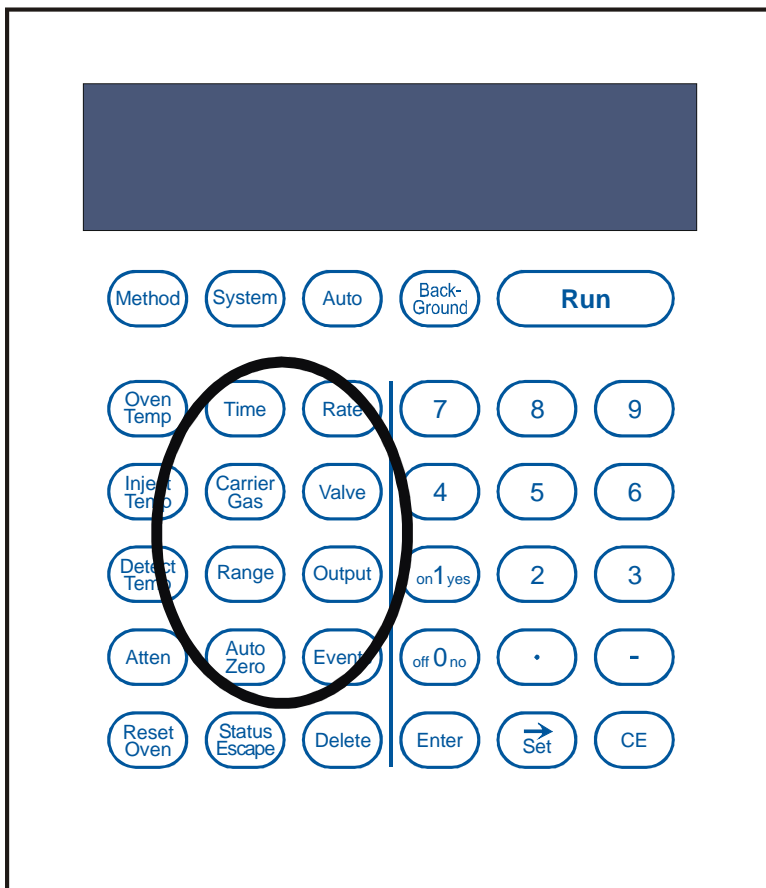 Method System Auto Back- Run
Ground
Oven Time Rate 7 8 9
Temp
Inject Carrier Valve 4 5 6
Temp Gas
Detect Range Output on1yes 2 3
Temp
Atten Auto Events off0no . -
Zero
Reset Status Delete Enter → CE
Oven Escape Set